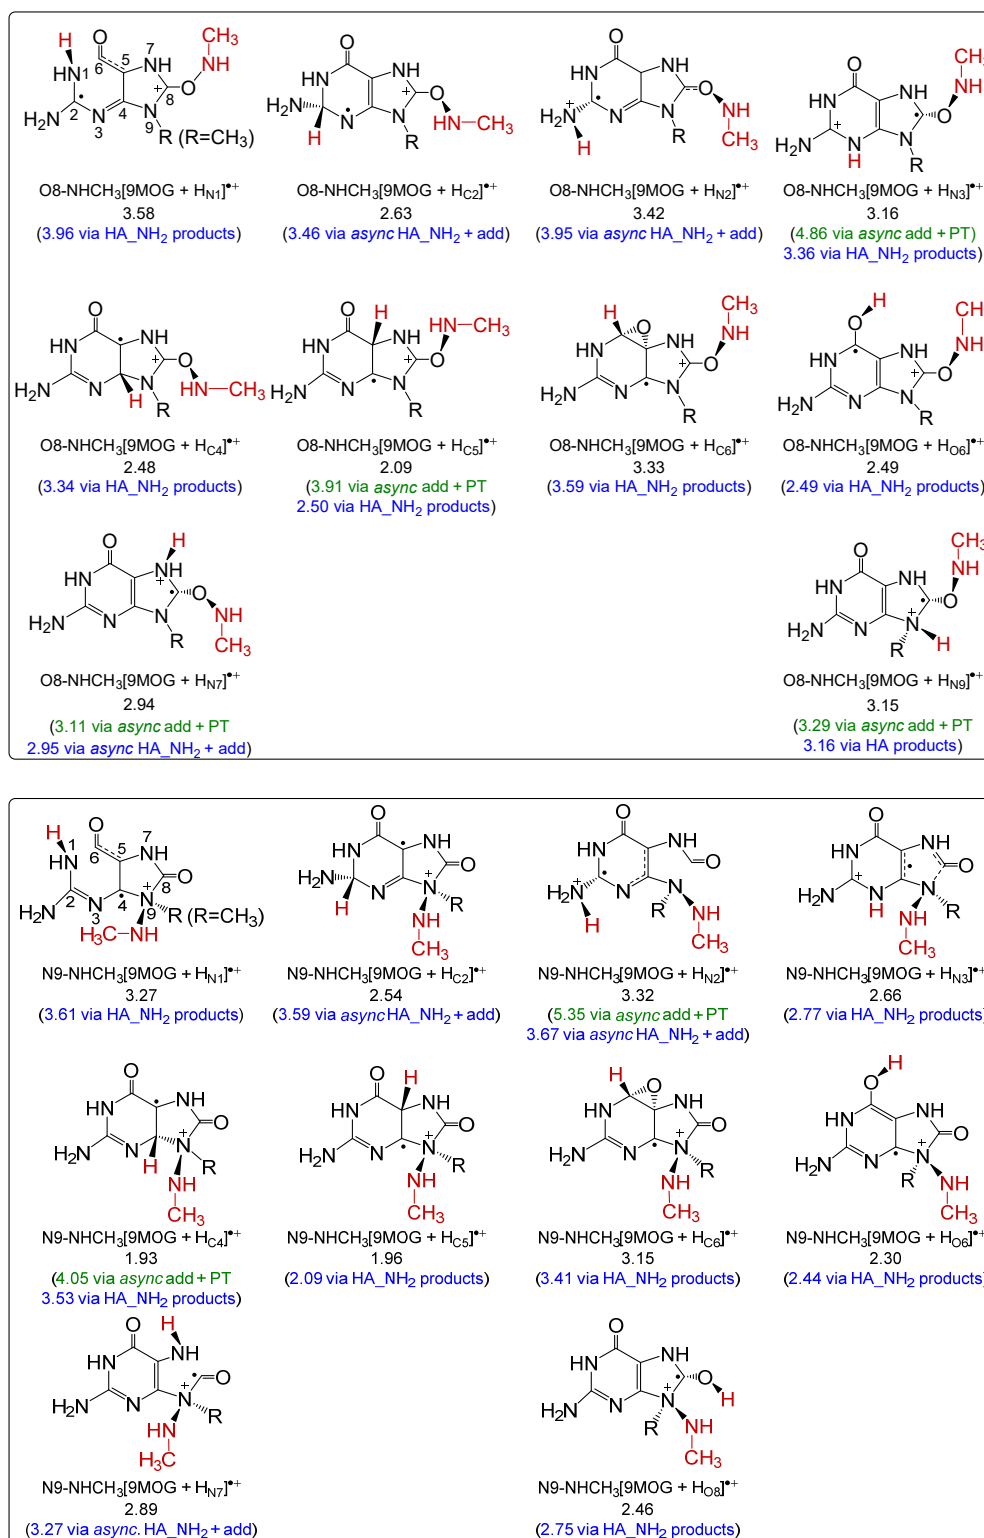 O8-NHCH3[9MOG + HN1]•+
3.58
(3.96 via HA_NH2 products)
O8-NHCH3[9MOG + HC2]•+
2.63
(3.46 via async HA_NH2 + add)
O8-NHCH3[9MOG + HN2]•+
3.42
(3.95 via async HA_NH2 + add)
O8-NHCH3[9MOG + HN3]•+
3.16
(4.86 via async add + PT)
3.36 via HA_NH2 products)
O8-NHCH3[9MOG + HC4]•+
2.48
(3.34 via HA_NH2 products)
O8-NHCH3[9MOG + HC5]•+
2.09
(3.91 via async add + PT
2.50 via HA_NH2 products)
O8-NHCH3[9MOG + HC6]•+
3.33
(3.59 via HA_NH2 products)
O8-NHCH3[9MOG + HO6]•+
2.49
(2.49 via HA_NH2 products)
O8-NHCH3[9MOG + HN7]•+
2.94
(3.11 via async add + PT
2.95 via async HA_NH2 + add)
O8-NHCH3[9MOG + HN9]•+
3.15
(3.29 via async add + PT
3.16 via HA products)
N9-NHCH3[9MOG + HN1]•+
3.27
(3.61 via HA_NH2 products)
N9-NHCH3[9MOG + HC2]•+
2.54
(3.59 via async HA_NH2 + add)
N9-NHCH3[9MOG + HN2]•+
3.32
(5.35 via async add + PT
3.67 via async HA_NH2 + add)
N9-NHCH3[9MOG + HN3]•+
2.66
(2.77 via HA_NH2 products)
N9-NHCH3[9MOG + HC4]•+
1.93
(4.05 via async add + PT
3.53 via HA_NH2 products)
N9-NHCH3[9MOG + HC5]•+
1.96
(2.09 via HA_NH2 products)
N9-NHCH3[9MOG + HC6]•+
3.15
(3.41 via HA_NH2 products)
N9-NHCH3[9MOG + HO6]•+
2.30
(2.44 via HA_NH2 products)
N9-NHCH3[9MOG + HN7]•+
2.89
(3.27 via async. HA_NH2 + add)
N9-NHCH3[9MOG + HO8]•+
2.46
(2.75 via HA_NH2 products)